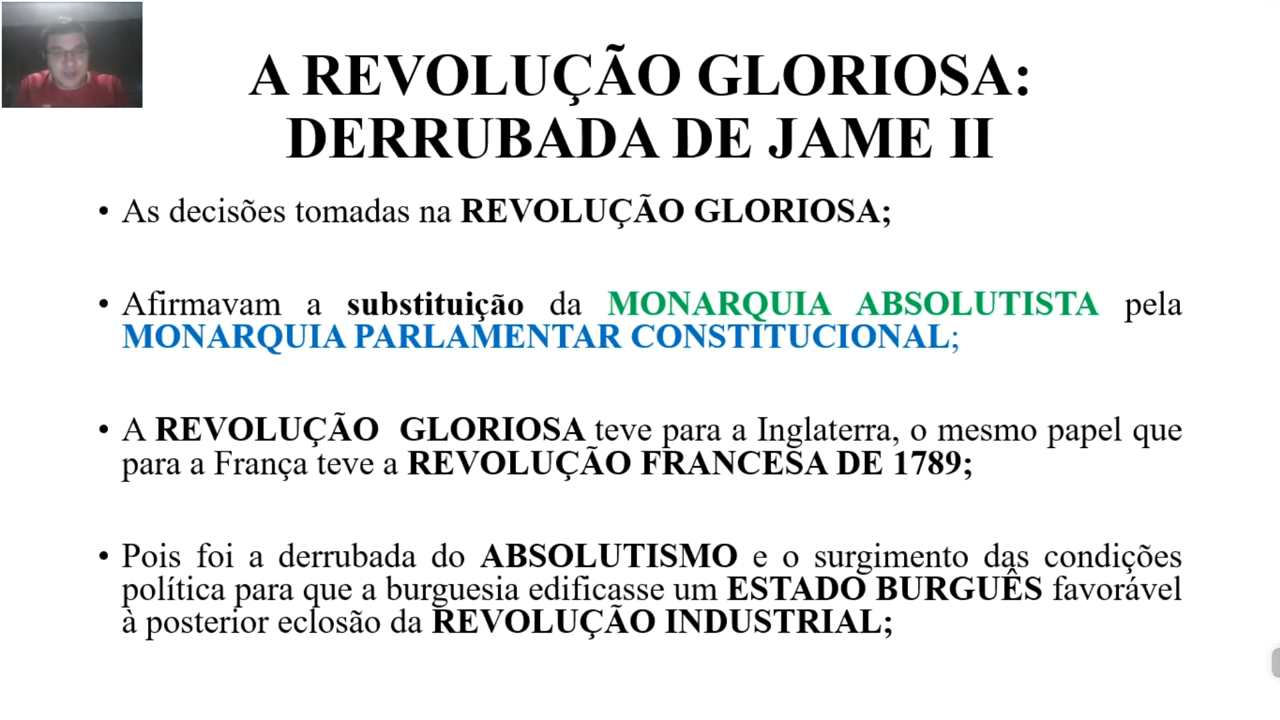 A REVOLUÇÃO GLORIOSA:
DERRUBADA DE JAME II
• As decisões tomadas na REVOLUÇÃO GLORIOSA;
• Afirmavam a substituição da MONARQUIA ABSOLUTISTA pela
MONARQUIA PARLAMENTAR CONSTITUCIONAL;
• A REVOLUÇÃO GLORIOSA teve para a Inglaterra, o mesmo papel que
para a França teve a REVOLUÇÃO FRANCESA DE 1789;
• Pois foi a derrubada do ABSOLUTISMO e o surgimento das condições
política para que a burguesia edificasse um ESTADO BURGUÊS favorável
à posterior eclosão da REVOLUÇÃO INDUSTRIAL;